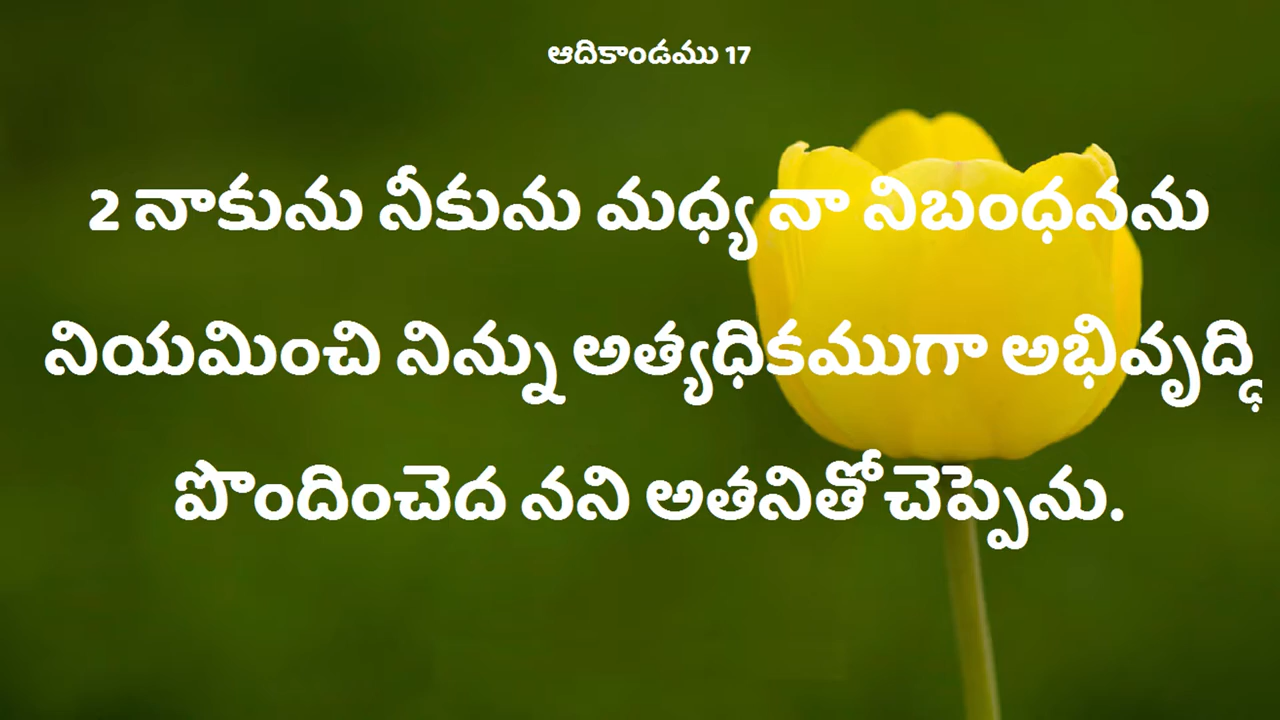 ఆదికాండము 17
2 నాకును నీకును మధ్య నా నిబంధనను
నియమించి నిన్ను అత్యధికముగా అభివృద్ధి
పొందించెద నని అతనితో చెప్పెను.